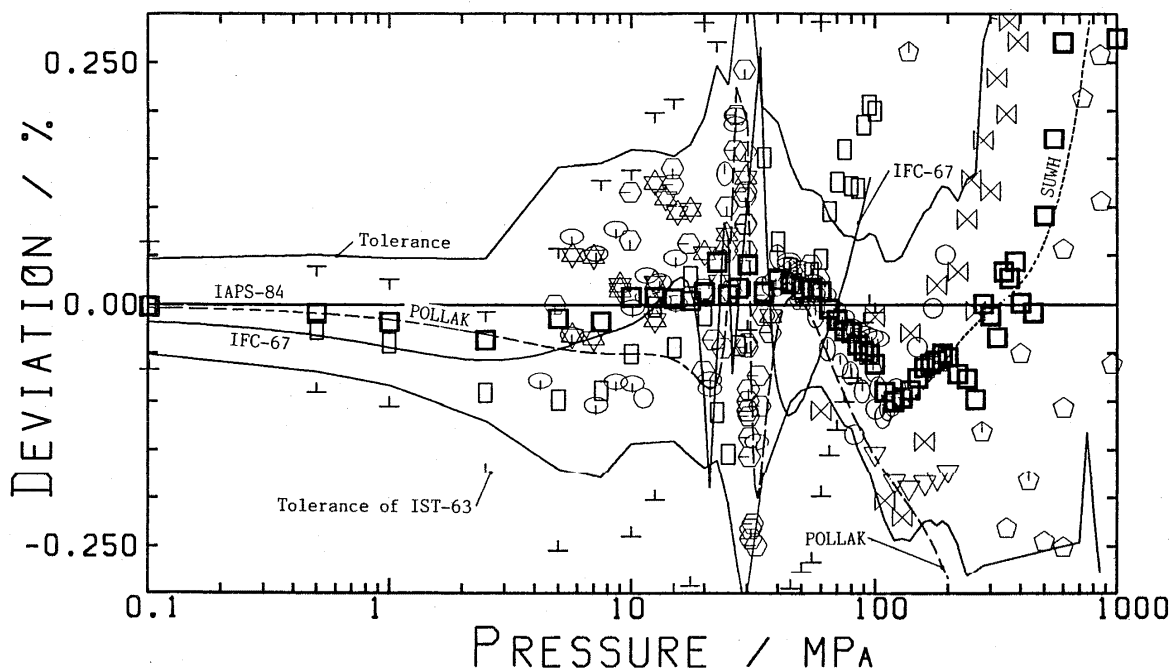 DEVIATIØN / %
0.250
0.00
-0.250
IFC-67
SUWH
Tolerance
IAPS-84
POLLAK
IFC-67
Tolerance of IST-63
POLLAK
0.1
1
10
100
1000
PRESSURE / MPA